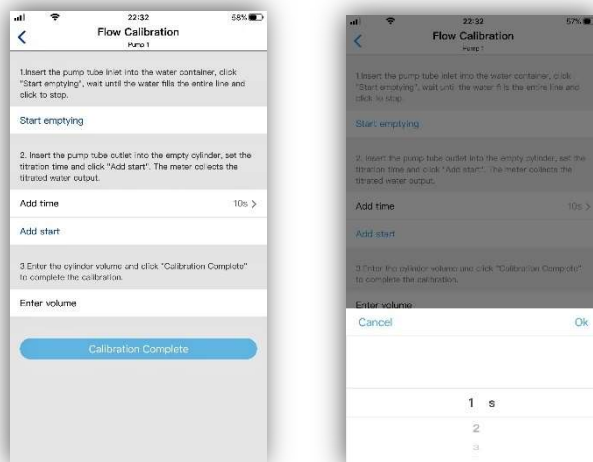 22:32
58%
Flow Calibration
Pump 1
1.Insert the pump tube inlet into the water container, click
"Start emptying", wait until the water fills the entire line and
click to stop.
Start emptying
2. Insert the pump tube outlet into the empty cylinder, set the
titration time and click "Add start". The meter collects the
titrated water output.
Add time
10s >
Add start
3.Enter the cylinder volume and click "Calibration Complete"
to complete the calibration.
Enter volume
Calibration Complete
22:32
57%
Flow Calibration
Pump 1
1.Insert the pump tube inlet into the water container, click
"Start emptying", wait until the water fills the entire line and
click to stop.
Start emptying
2. Insert the pump tube outlet into the empty cylinder, set the
titration time and click "Add start". The meter collects the
titrated water output.
Add time
10s >
Add start
3.Enter the cylinder volume and click "Calibration Complete"
to complete the calibration.
Enter volume
Cancel
Ok
1 s
2
3